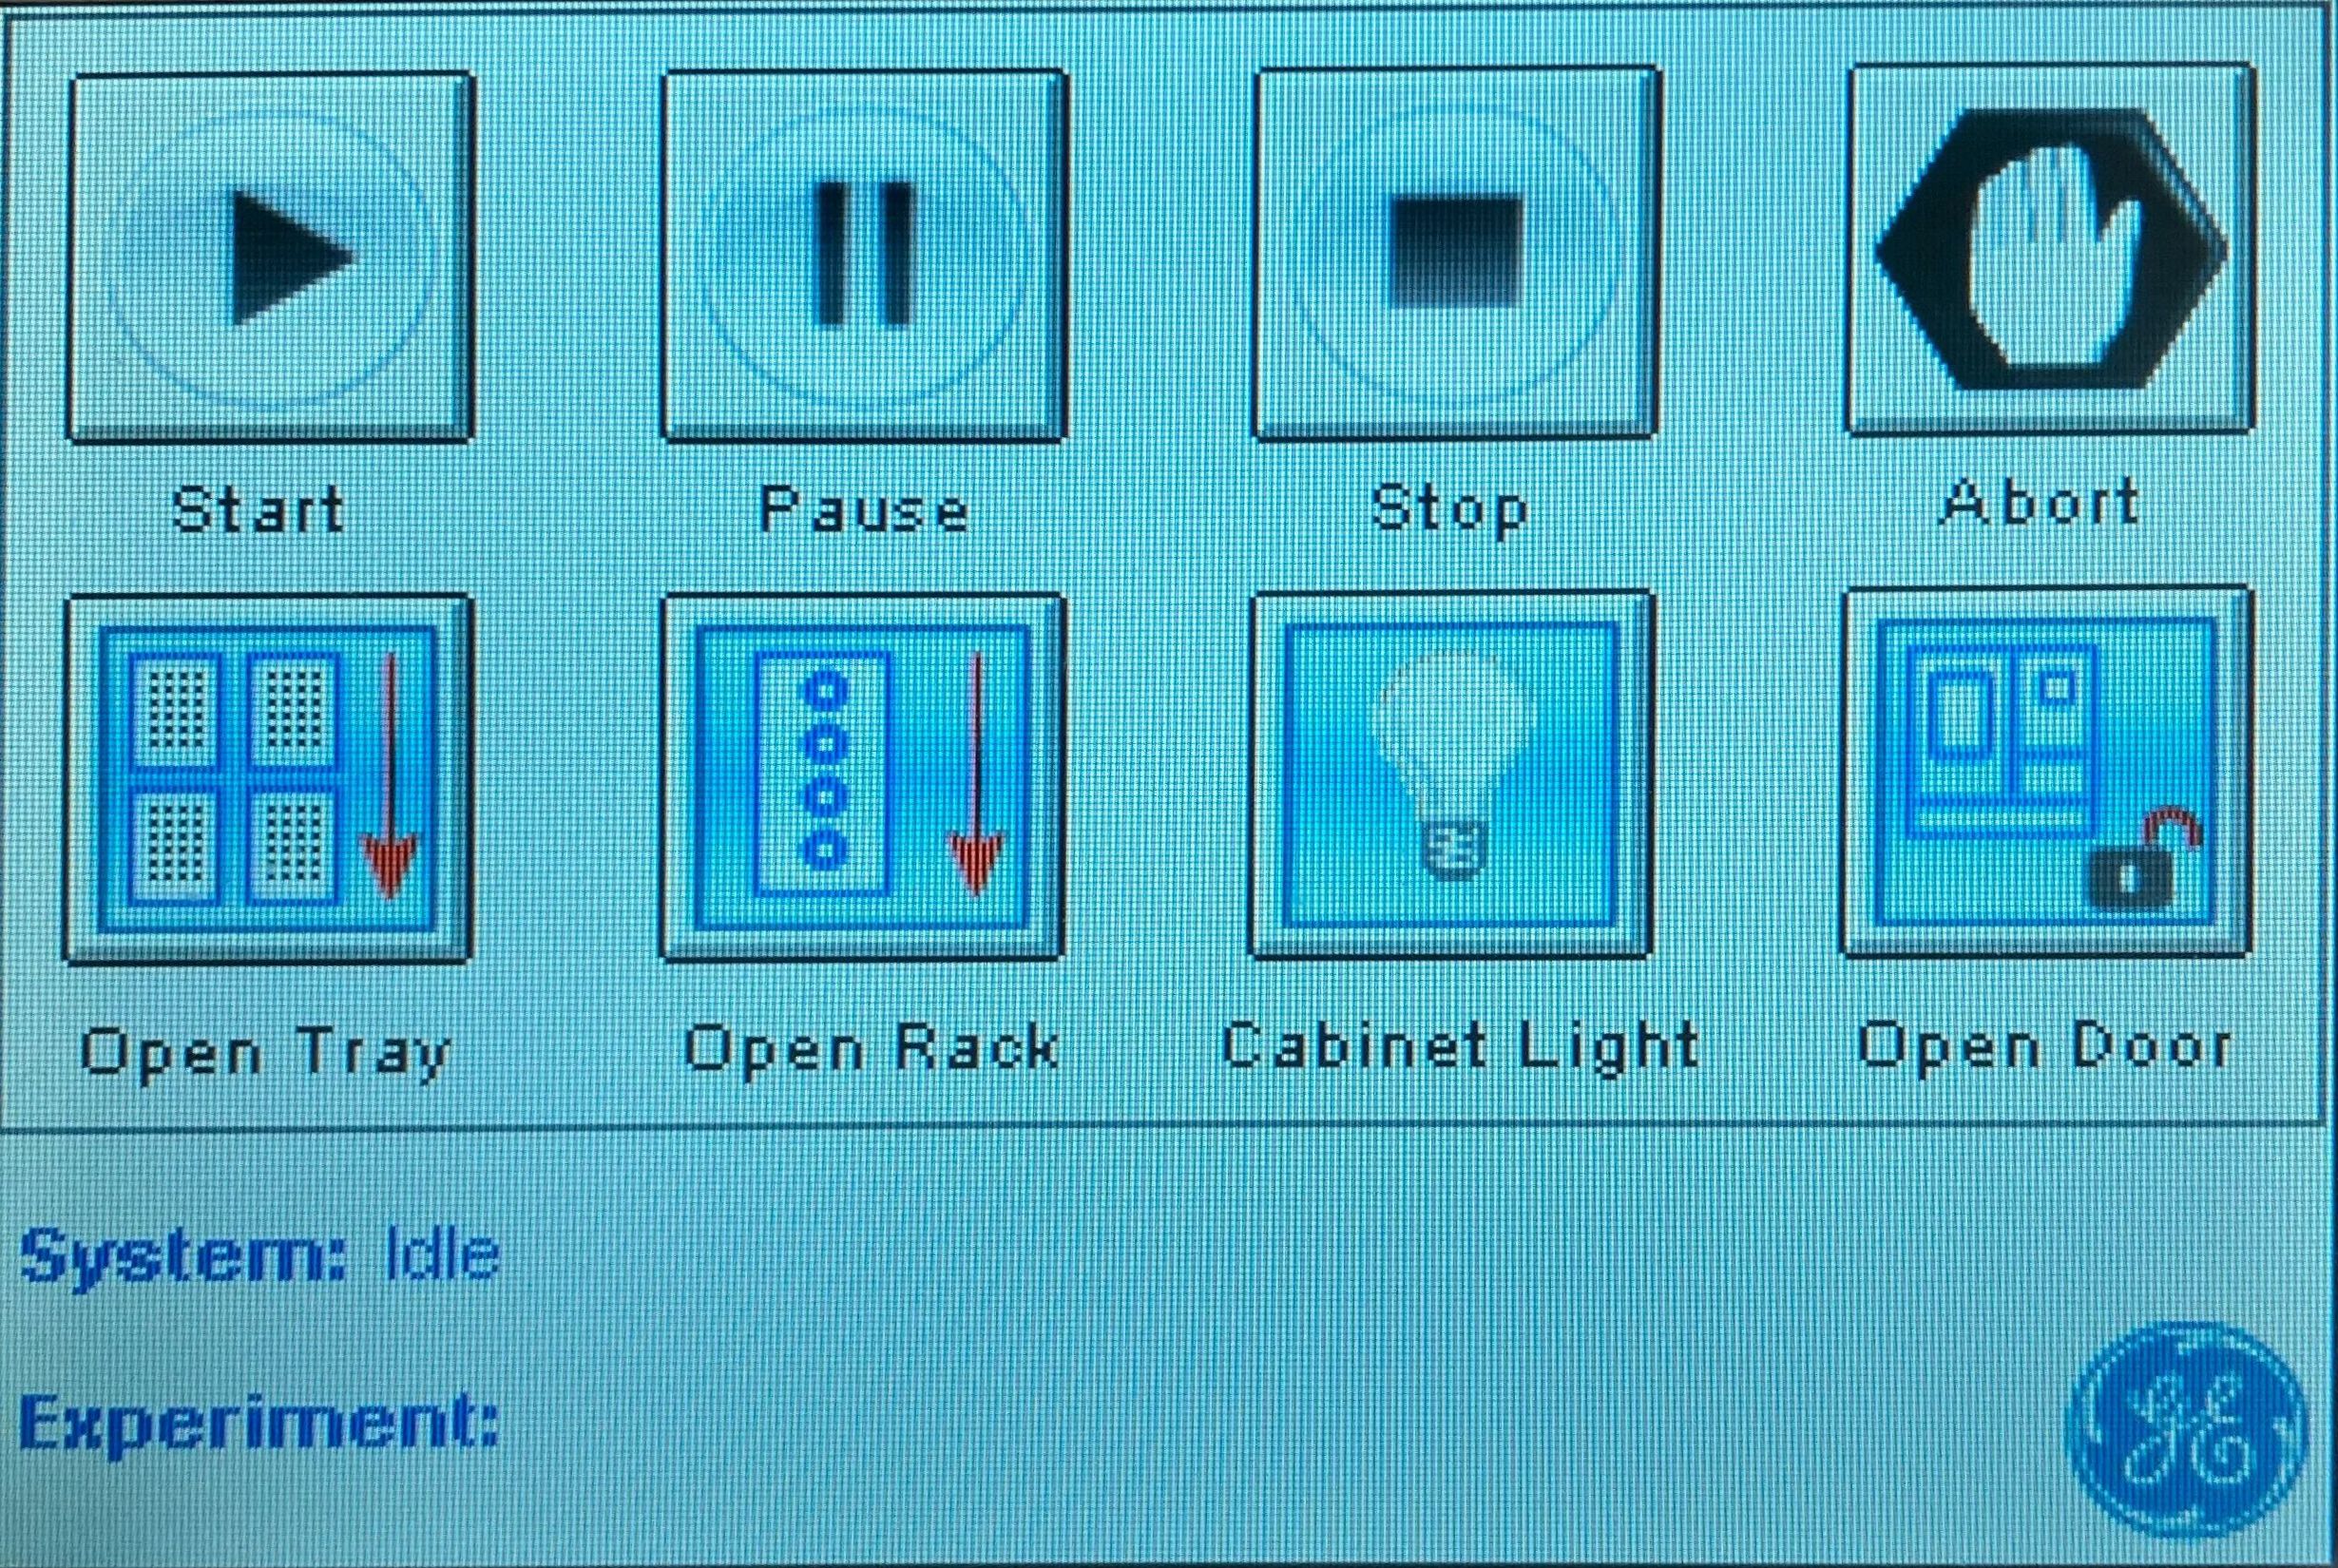 Start Pause Stop Abort
Open Tray Open Rack Cabinet Light Open Door
System: Idle
Experiment:
GE